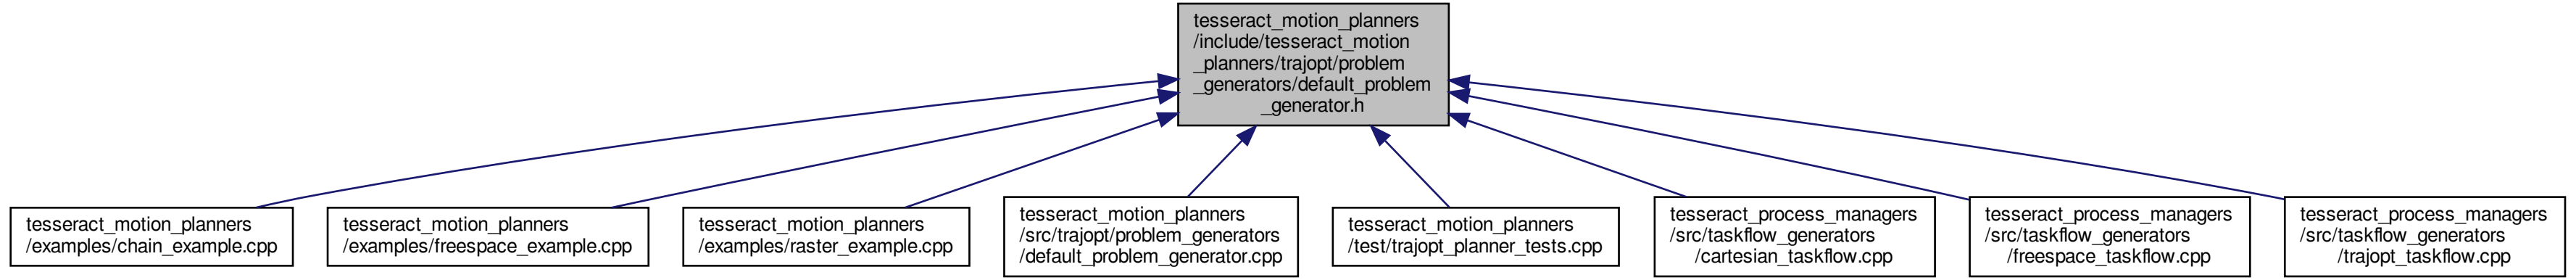 tesseract_motion_planners
/include/tesseract_motion
_planners/trajopt/problem
_generators/default_problem
_generator.h
tesseract_motion_planners
/examples/chain_example.cpp
tesseract_motion_planners
/examples/freespace_example.cpp
tesseract_motion_planners
/examples/raster_example.cpp
tesseract_motion_planners
/src/trajopt/problem_generators
/default_problem_generator.cpp
tesseract_motion_planners
/test/trajopt_planner_tests.cpp
tesseract_process_managers
/src/taskflow_generators
/cartesian_taskflow.cpp
tesseract_process_managers
/src/taskflow_generators
/freespace_taskflow.cpp
tesseract_process_managers
/src/taskflow_generators
/trajopt_taskflow.cpp